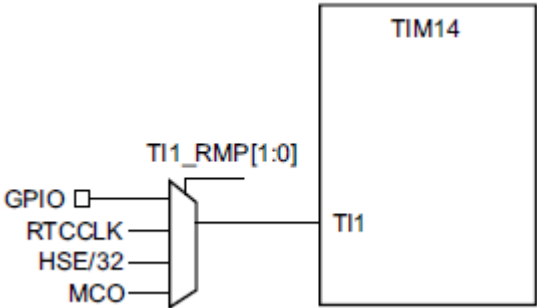 TIM14
TI1_RMP[1:0]
GPIO
RTCCLK
TI1
HSE/32
MCO